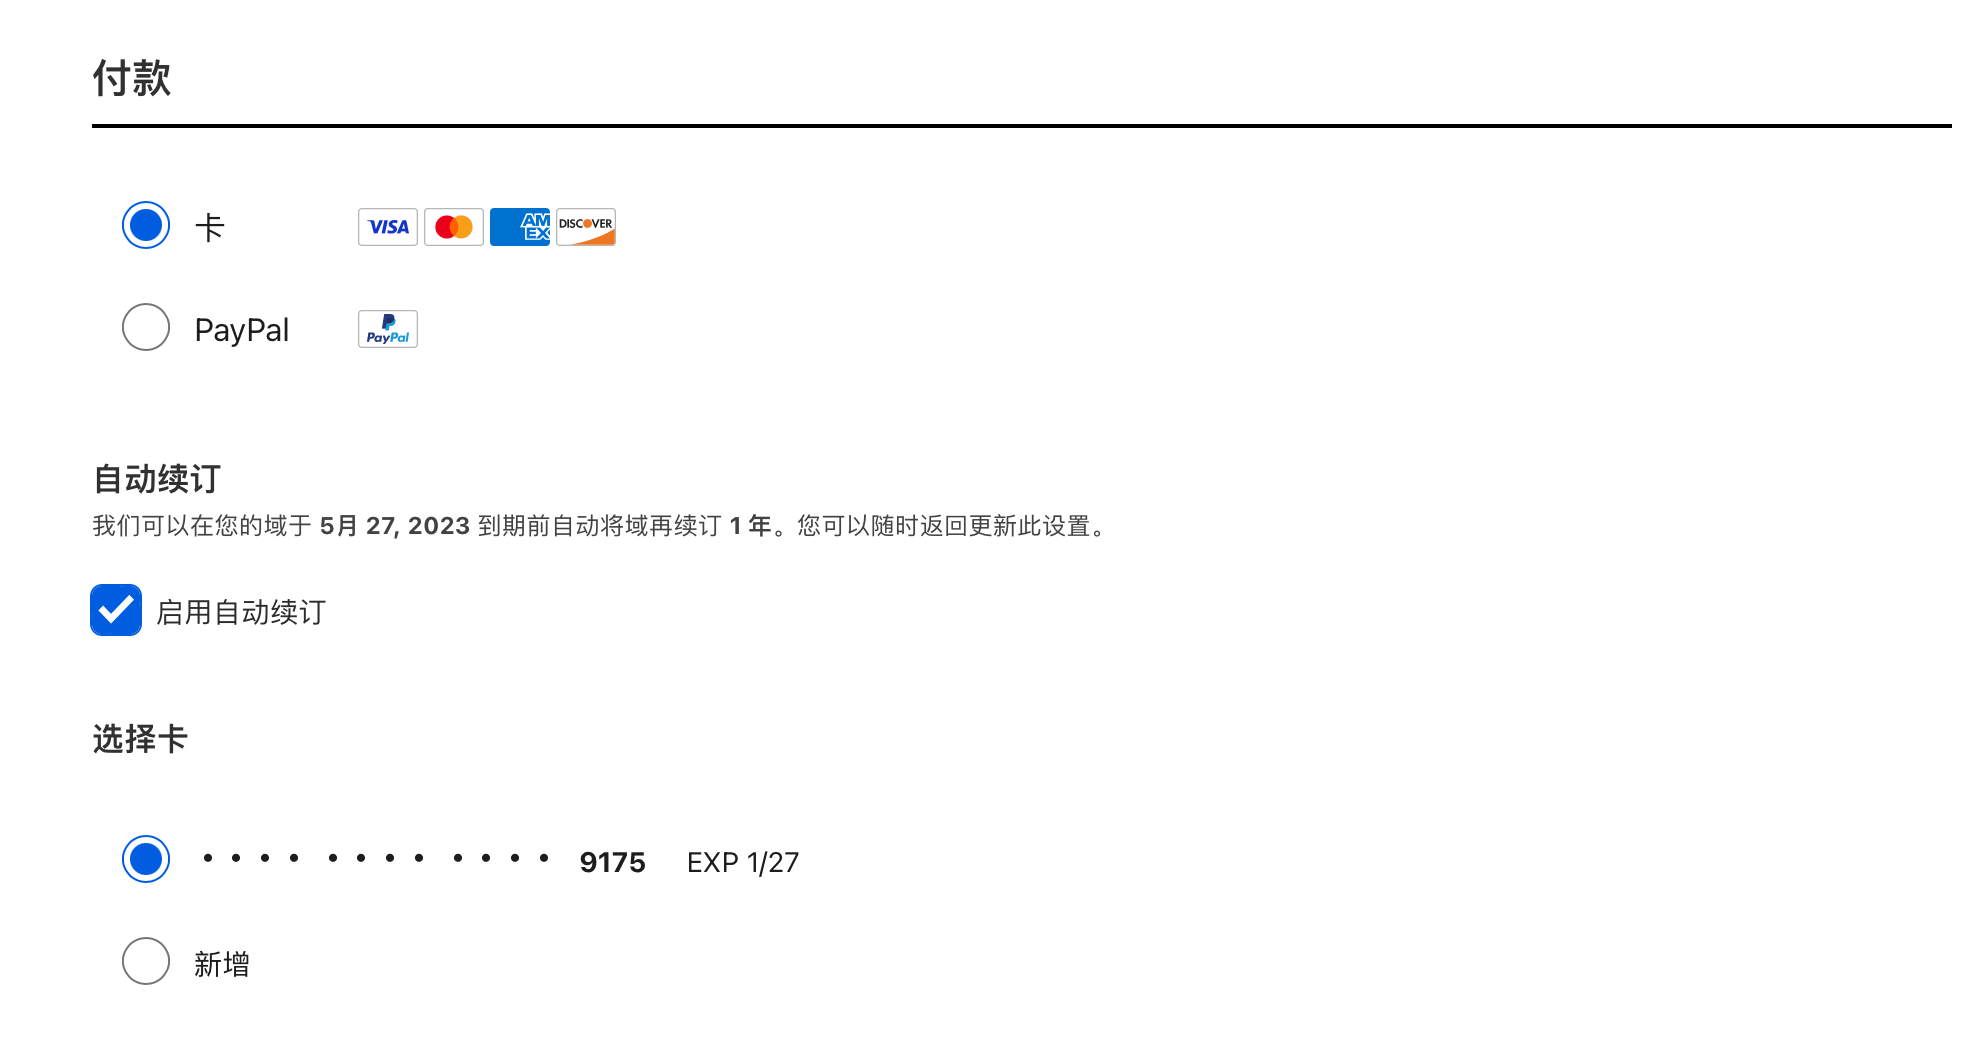 付款
卡 VISA AMEX DISCOVER
PayPal PayPal
自动续订
我们可以在您的域于 5月 27, 2023 到期前自动将域再续订 1 年。您可以随时返回更新此设置。
启用自动续订
选择卡
•••• •••• •••• 9175 EXP 1/27
新增